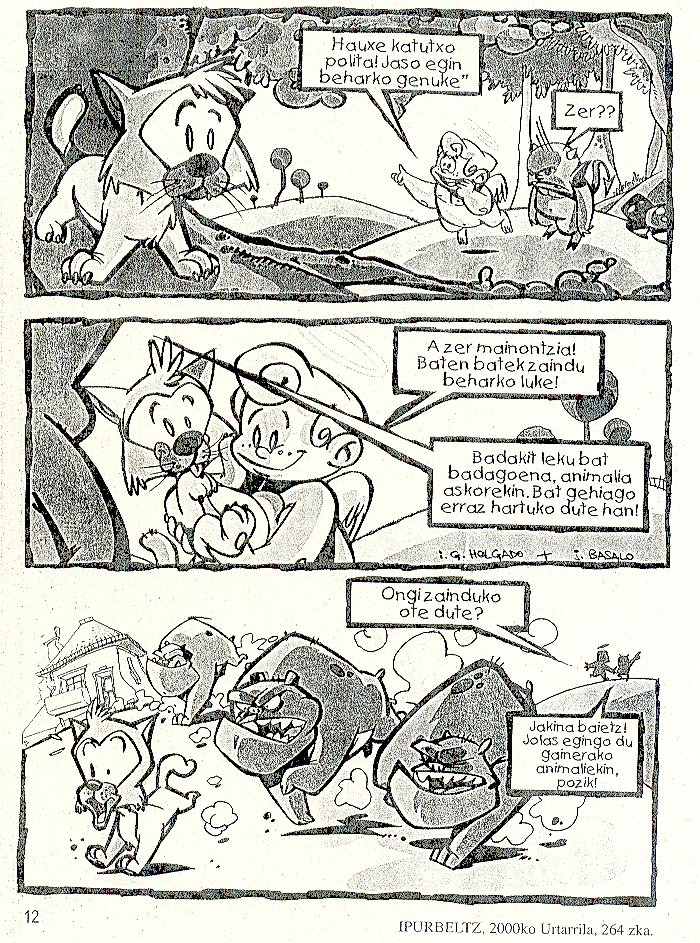 Hauxe katutxo
polita! Jaso egin
beharko genuke"
Zer??
A zer mainontzia!
Baten batek zaindu
beharko luke!
Badakit leku bat
badagoena, animalia
askorekin. Bat gehiago
erraz hartuko dute han!
i. G. HOLGADO + J. BASALO
Ongi zainduko
ote dute?
Jakina baietz!
Jolas egingo du
gainerako
animaliekin,
pozik!
12
IPURBELTZ, 2000ko Urtarrila, 264 zka.